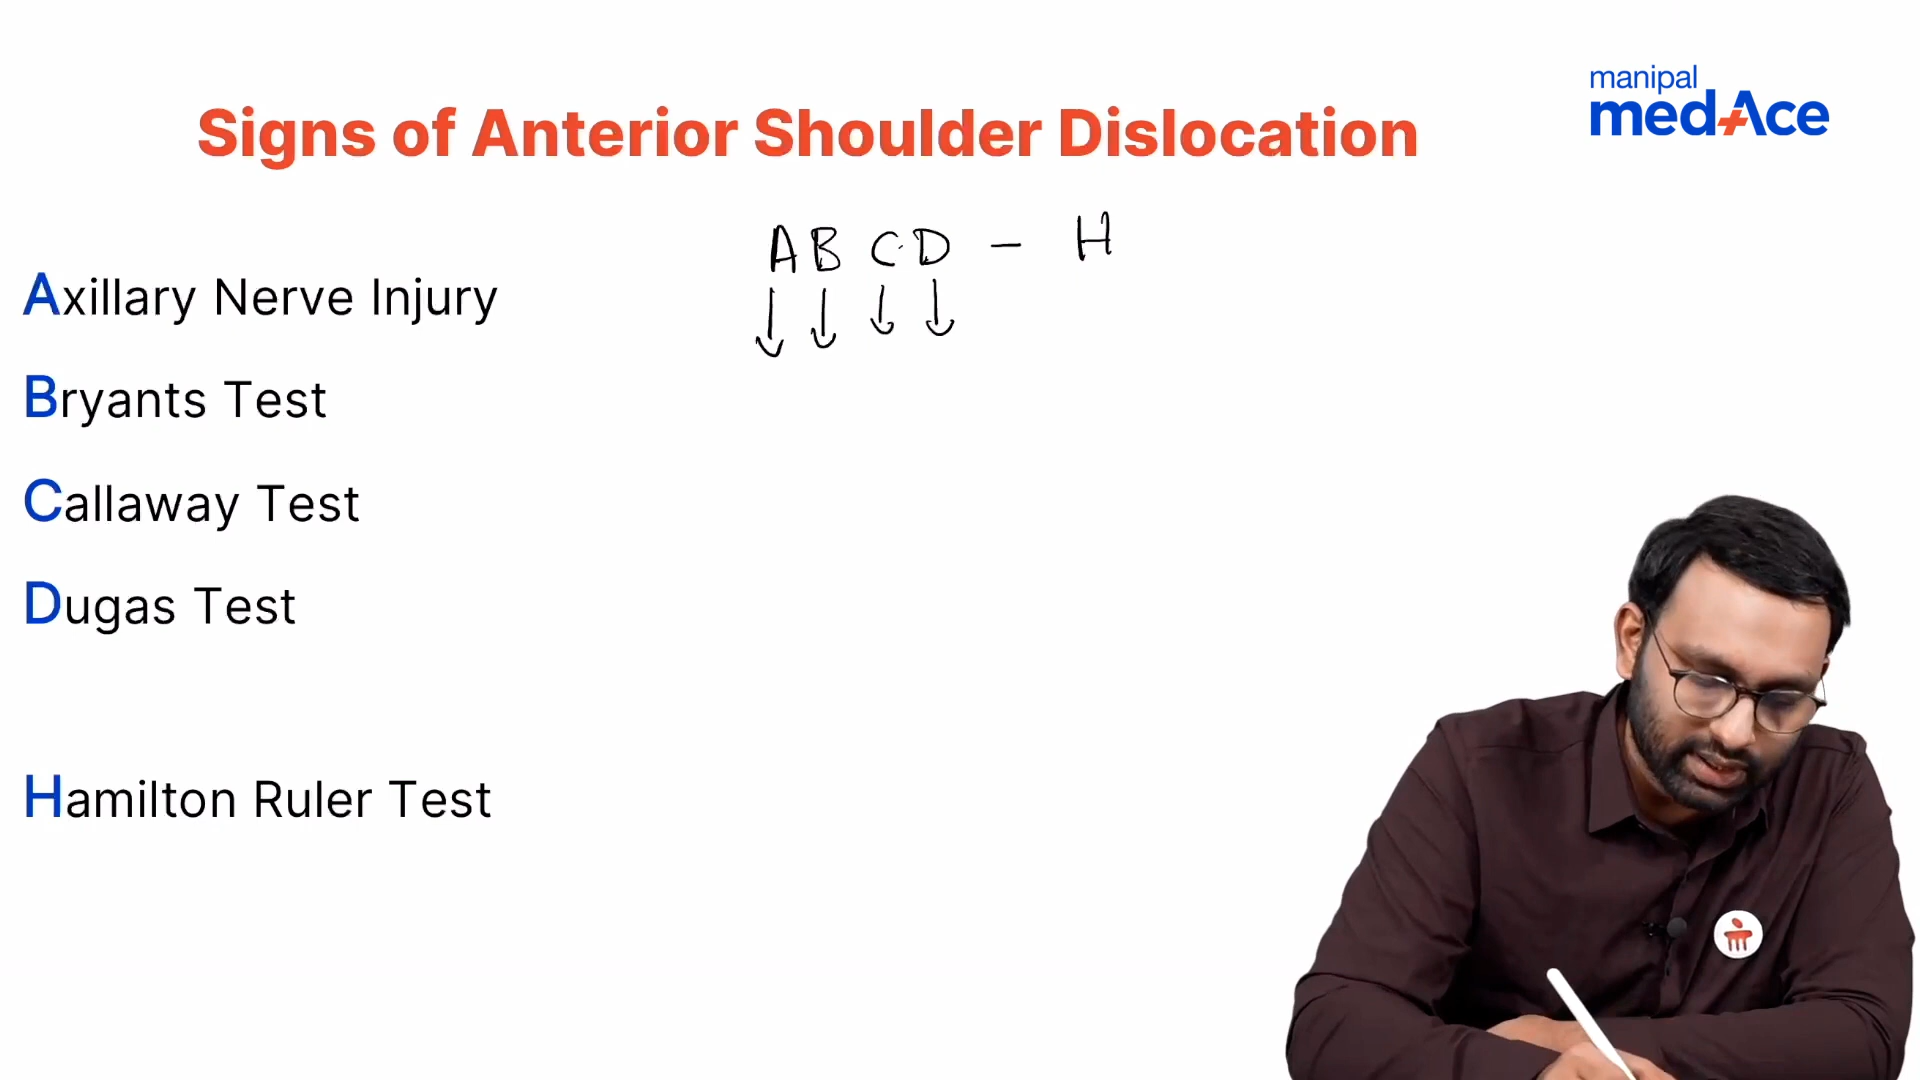 manipal
medAce
Signs of Anterior Shoulder Dislocation
A B C D - H
Axillary Nerve Injury
Bryants Test
Callaway Test
Dugas Test
Hamilton Ruler Test